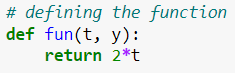 # defining the function
def fun(t, y):
    return 2*t